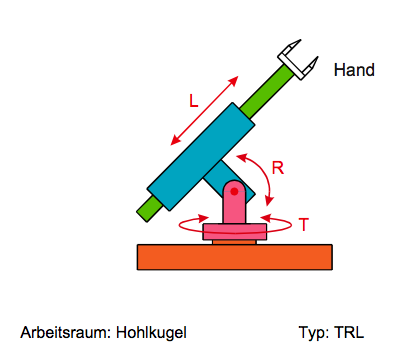 Hand
L
R
T
Arbeitsraum: Hohlkugel
Typ: TRL